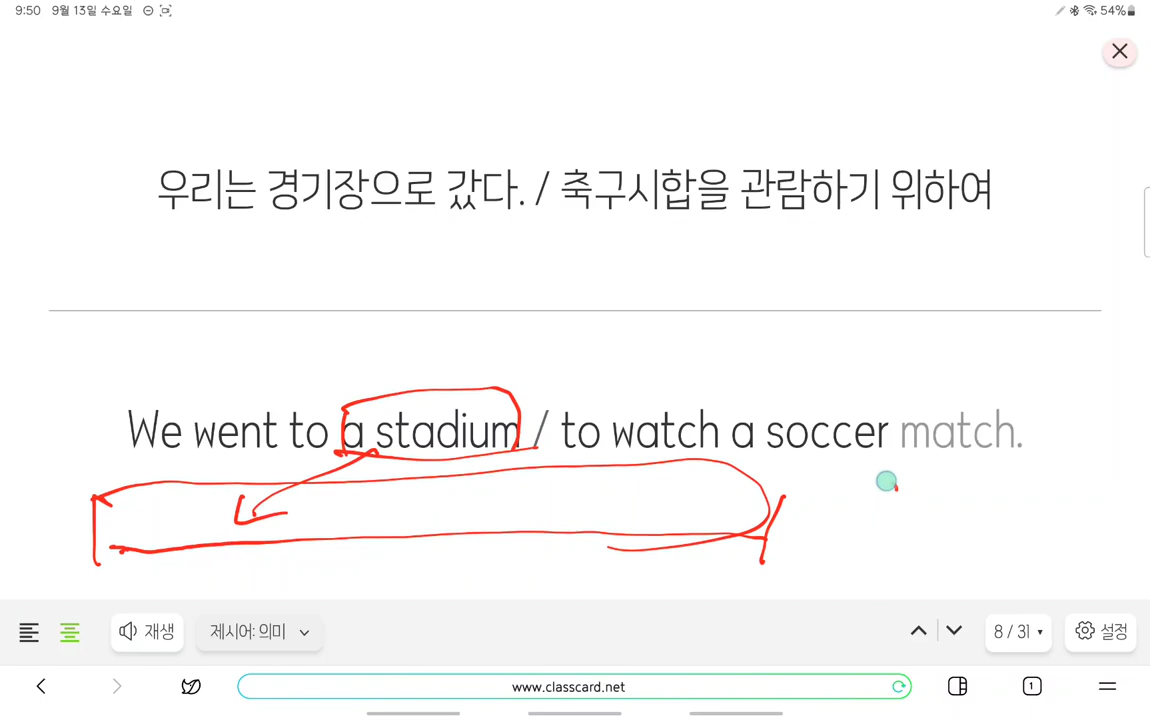 9:50 9월 13일 수요일 54%
우리는 경기장으로 갔다. / 축구시합을 관람하기 위하여
We went to a stadium / to watch a soccer match.
재생 제시어: 의미 8 / 31 설정
www.classcard.net 1